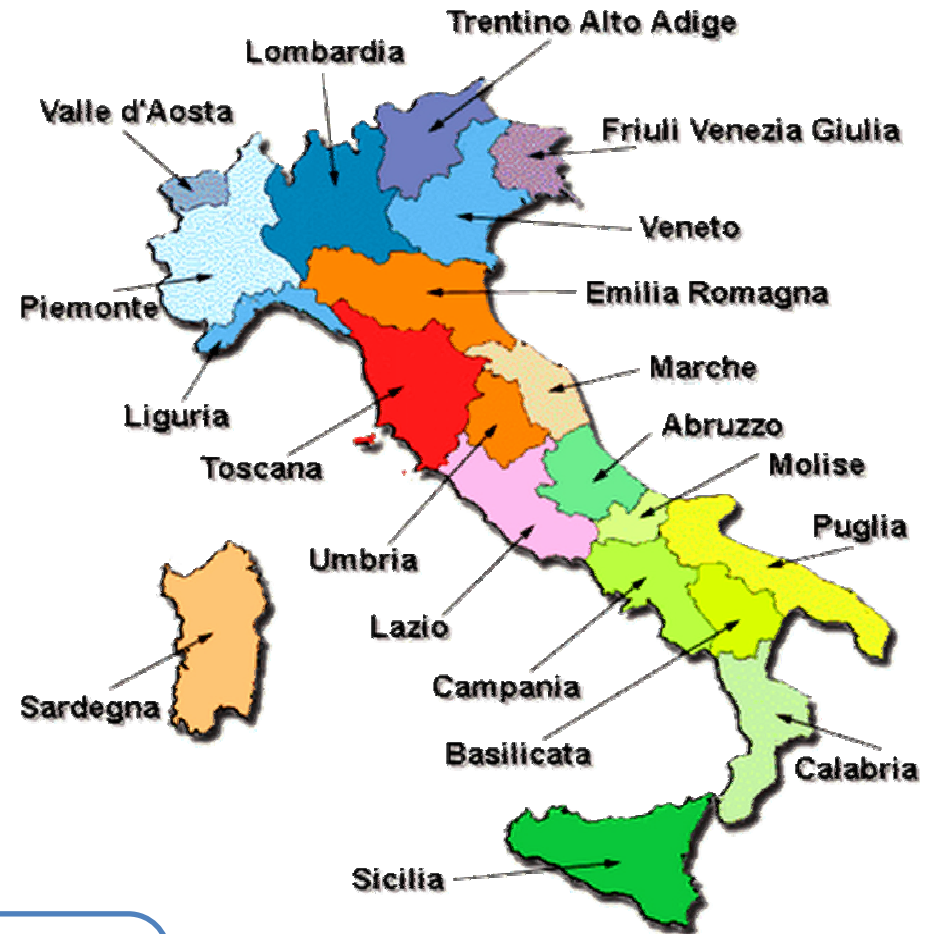 Trentino Alto Adige
Lombardia
Valle d'Aosta
Friuli Venezia Giulia
Veneto
Emilia Romagna
Piemonte
Marche
Liguria
Abruzzo
Toscana
Molise
Puglia
Umbria
Lazio
Campania
Sardegna
Basilicata
Calabria
Sicilia